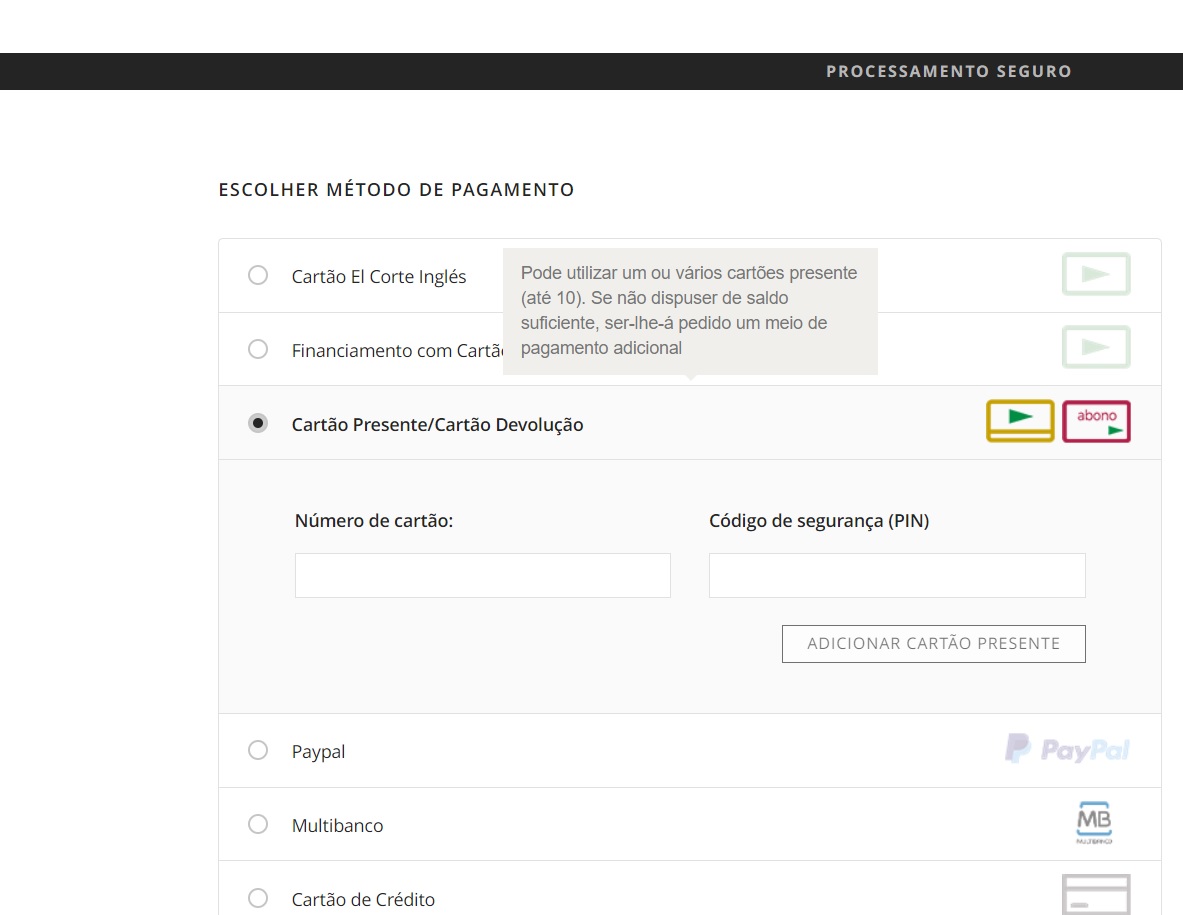 PROCESSAMENTO SEGURO
ESCOLHER MÉTODO DE PAGAMENTO
Cartão El Corte Inglés
Pode utilizar um ou vários cartões presente
(até 10). Se não dispuser de saldo
suficiente, ser-lhe-á pedido um meio de
pagamento adicional
Financiamento com Cartã
Cartão Presente/Cartão Devolução
abono
Número de cartão:
Código de segurança (PIN)
ADICIONAR CARTÃO PRESENTE
Paypal
PayPal
Multibanco
MB
MULTIBANCO
Cartão de Crédito